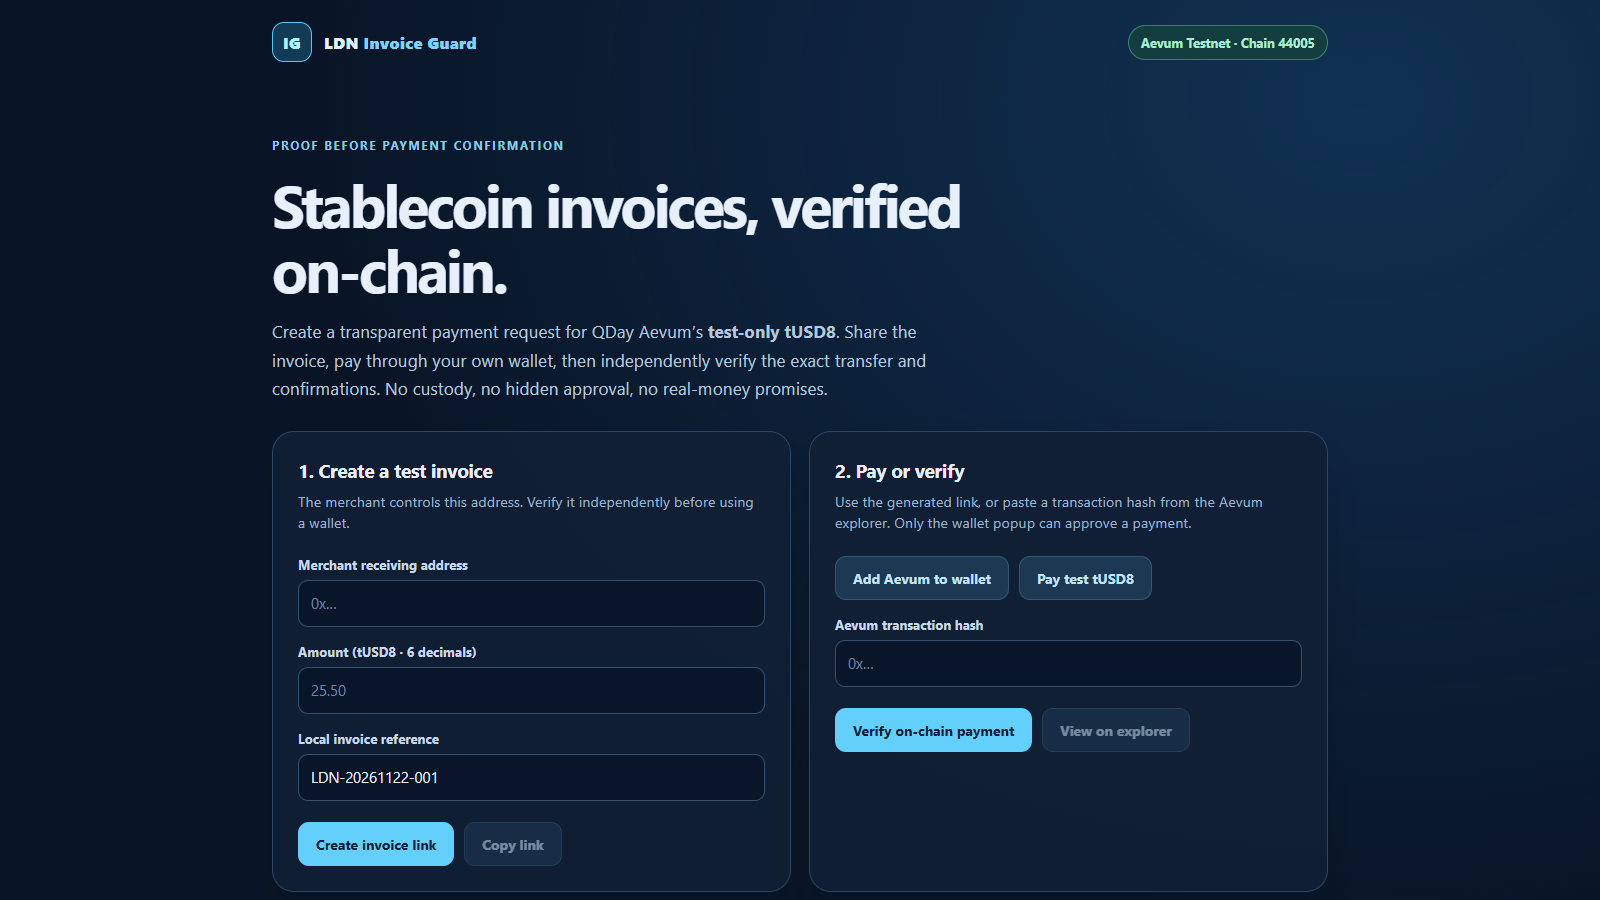 IG
LDN Invoice Guard
Aevum Testnet · Chain 44005
PROOF BEFORE PAYMENT CONFIRMATION
Stablecoin invoices, verified
on-chain.
Create a transparent payment request for QDay Aevum’s test-only tUSD8. Share the
invoice, pay through your own wallet, then independently verify the exact transfer and
confirmations. No custody, no hidden approval, no real-money promises.
1. Create a test invoice
The merchant controls this address. Verify it independently before using
a wallet.
Merchant receiving address
0x...
Amount (tUSD8 · 6 decimals)
25.50
Local invoice reference
LDN-20261122-001
Create invoice link
Copy link
2. Pay or verify
Use the generated link, or paste a transaction hash from the Aevum
explorer. Only the wallet popup can approve a payment.
Add Aevum to wallet
Pay test tUSD8
Aevum transaction hash
0x...
Verify on-chain payment
View on explorer